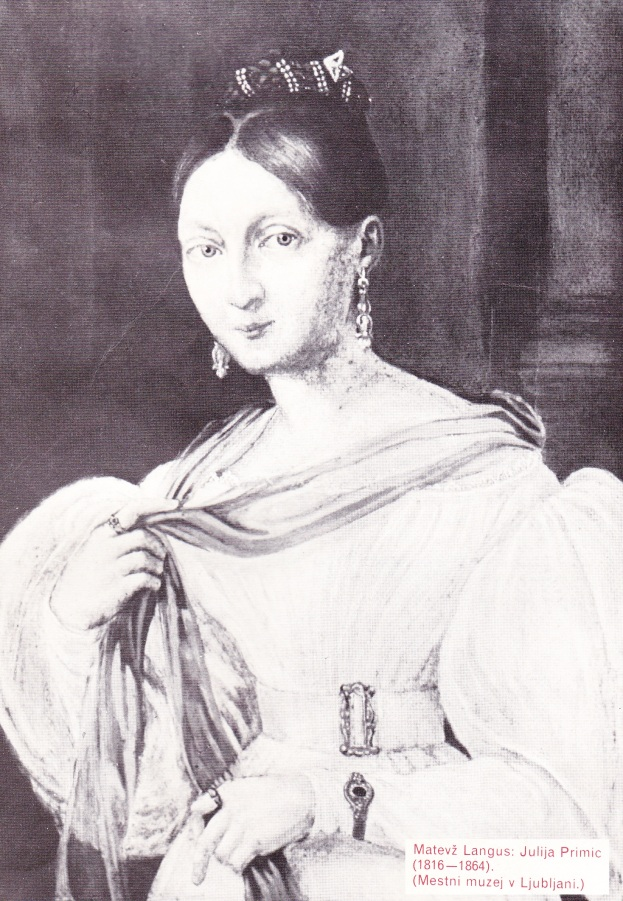 Matevž Langus: Julija Primic
(1816—1864).
(Mestni muzej v Ljubljani.)